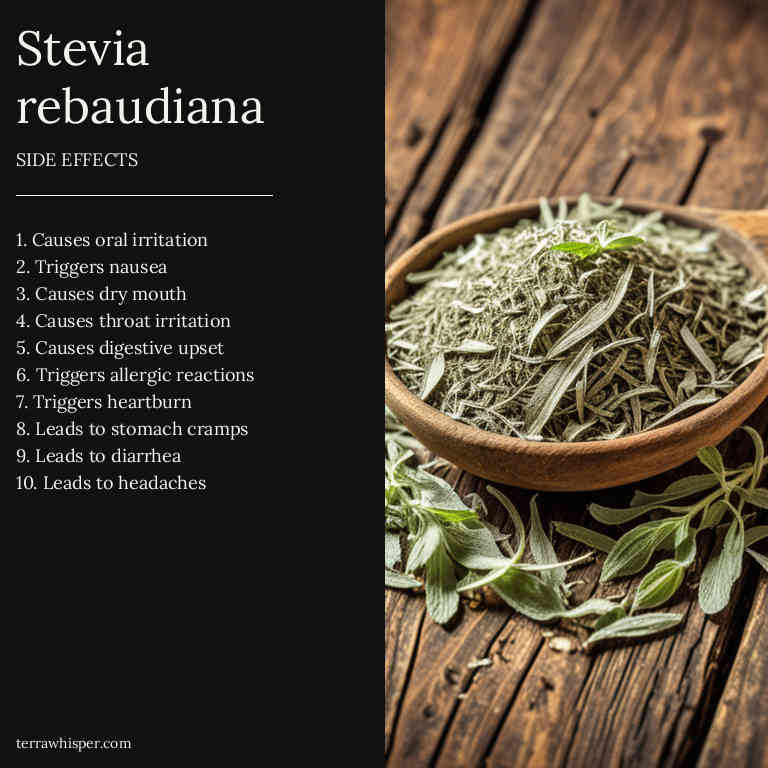 Stevia
rebaudiana
SIDE EFFECTS
1. Causes oral irritation
2. Triggers nausea
3. Causes dry mouth
4. Causes throat irritation
5. Causes digestive upset
6. Triggers allergic reactions
7. Triggers heartburn
8. Leads to stomach cramps
9. Leads to diarrhea
10. Leads to headaches
terrawhisper.com